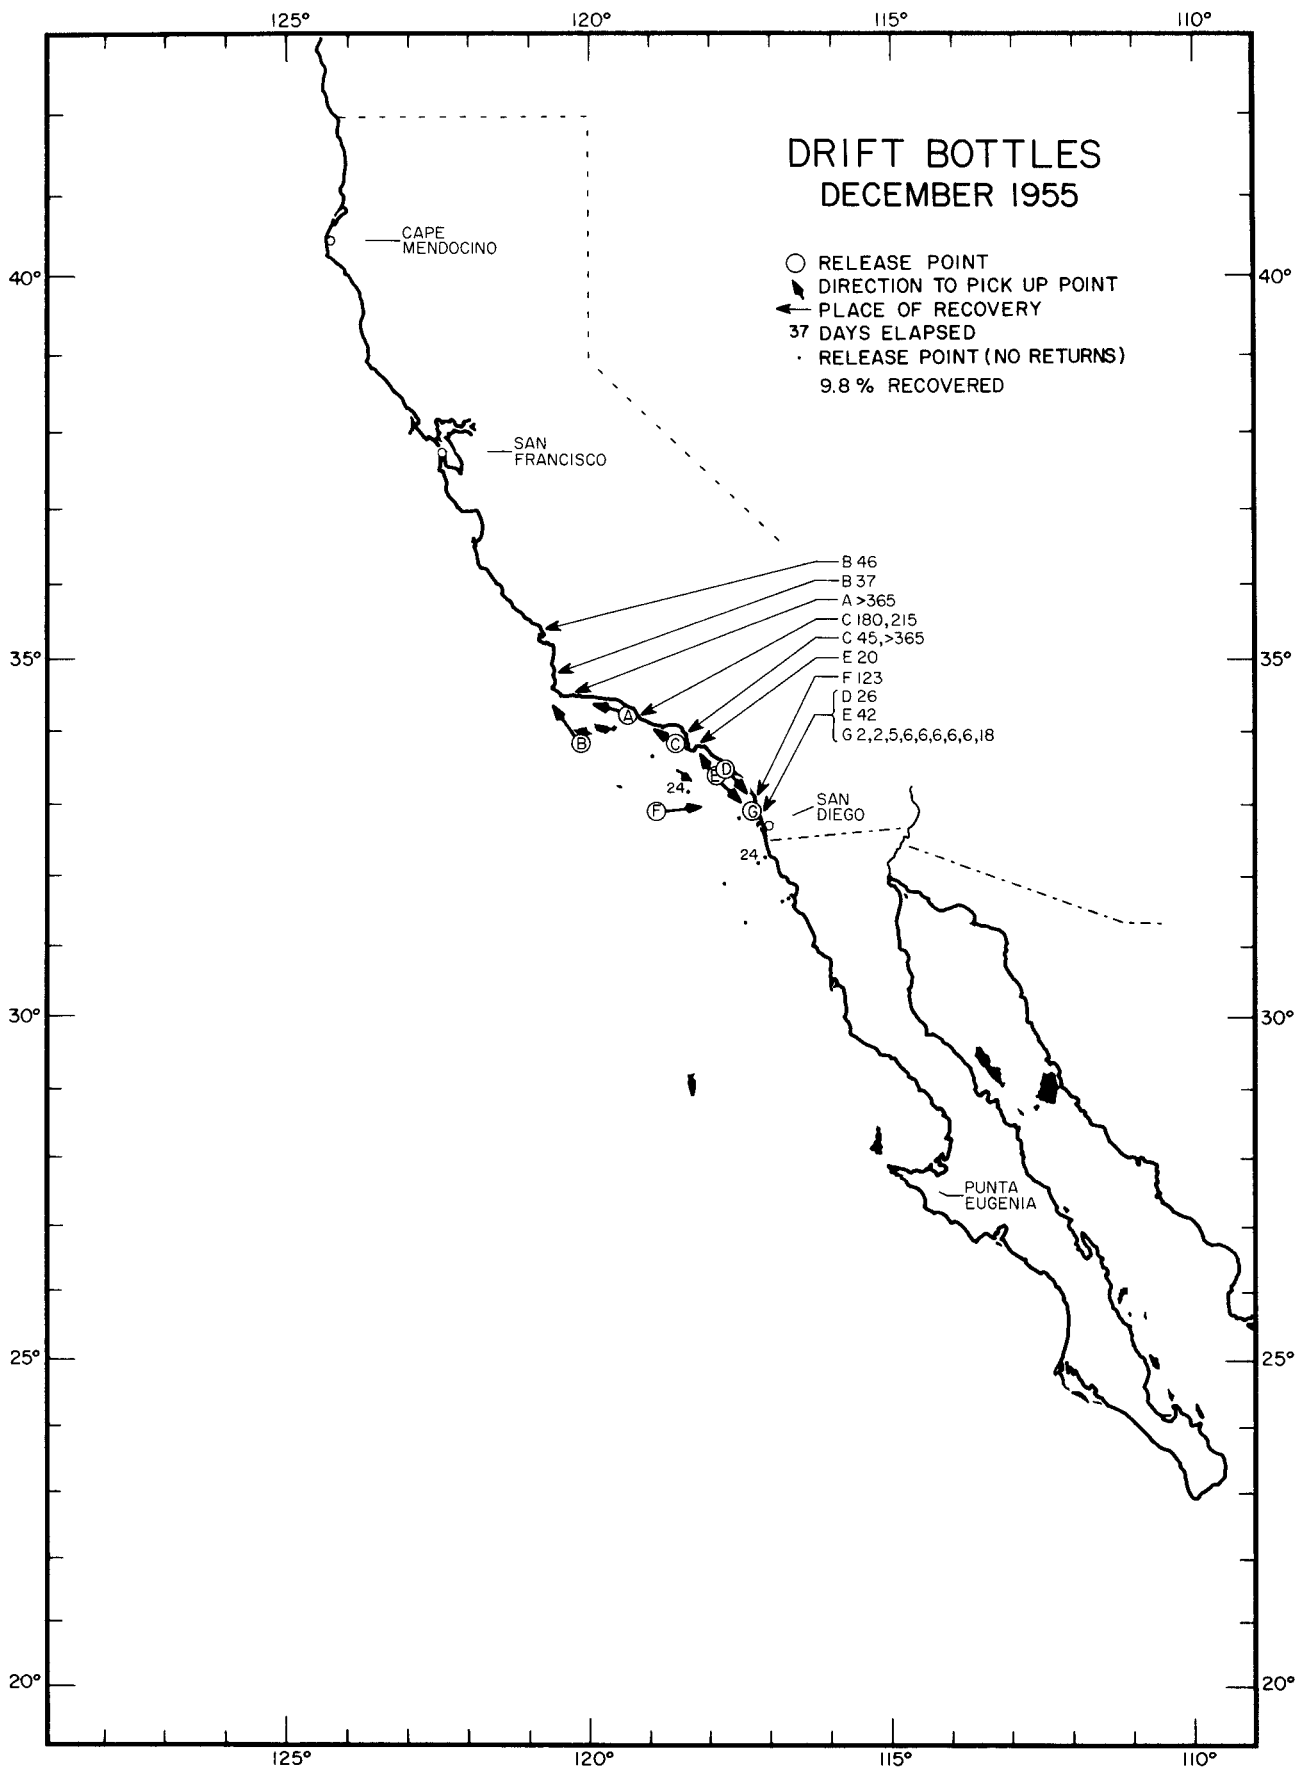 125° 120° 115° 110°
DRIFT BOTTLES
DECEMBER 1955
RELEASE POINT
DIRECTION TO PICK UP POINT
PLACE OF RECOVERY
37 DAYS ELAPSED
RELEASE POINT (NO RETURNS)
9.8 % RECOVERED
CAPE
MENDOCINO
40° 40°
SAN
FRANCISCO
B 46
B 37
A >365
C 180,215
C 45,>365
E 20
F 123
D 26
E 42
G 2,2,5,6,6,6,6,6,18
35° 35°
A
B
C
D
E
24
F
G
SAN
DIEGO
24
30° 30°
PUNTA
EUGENIA
25° 25°
20° 20°
125° 120° 115° 110°